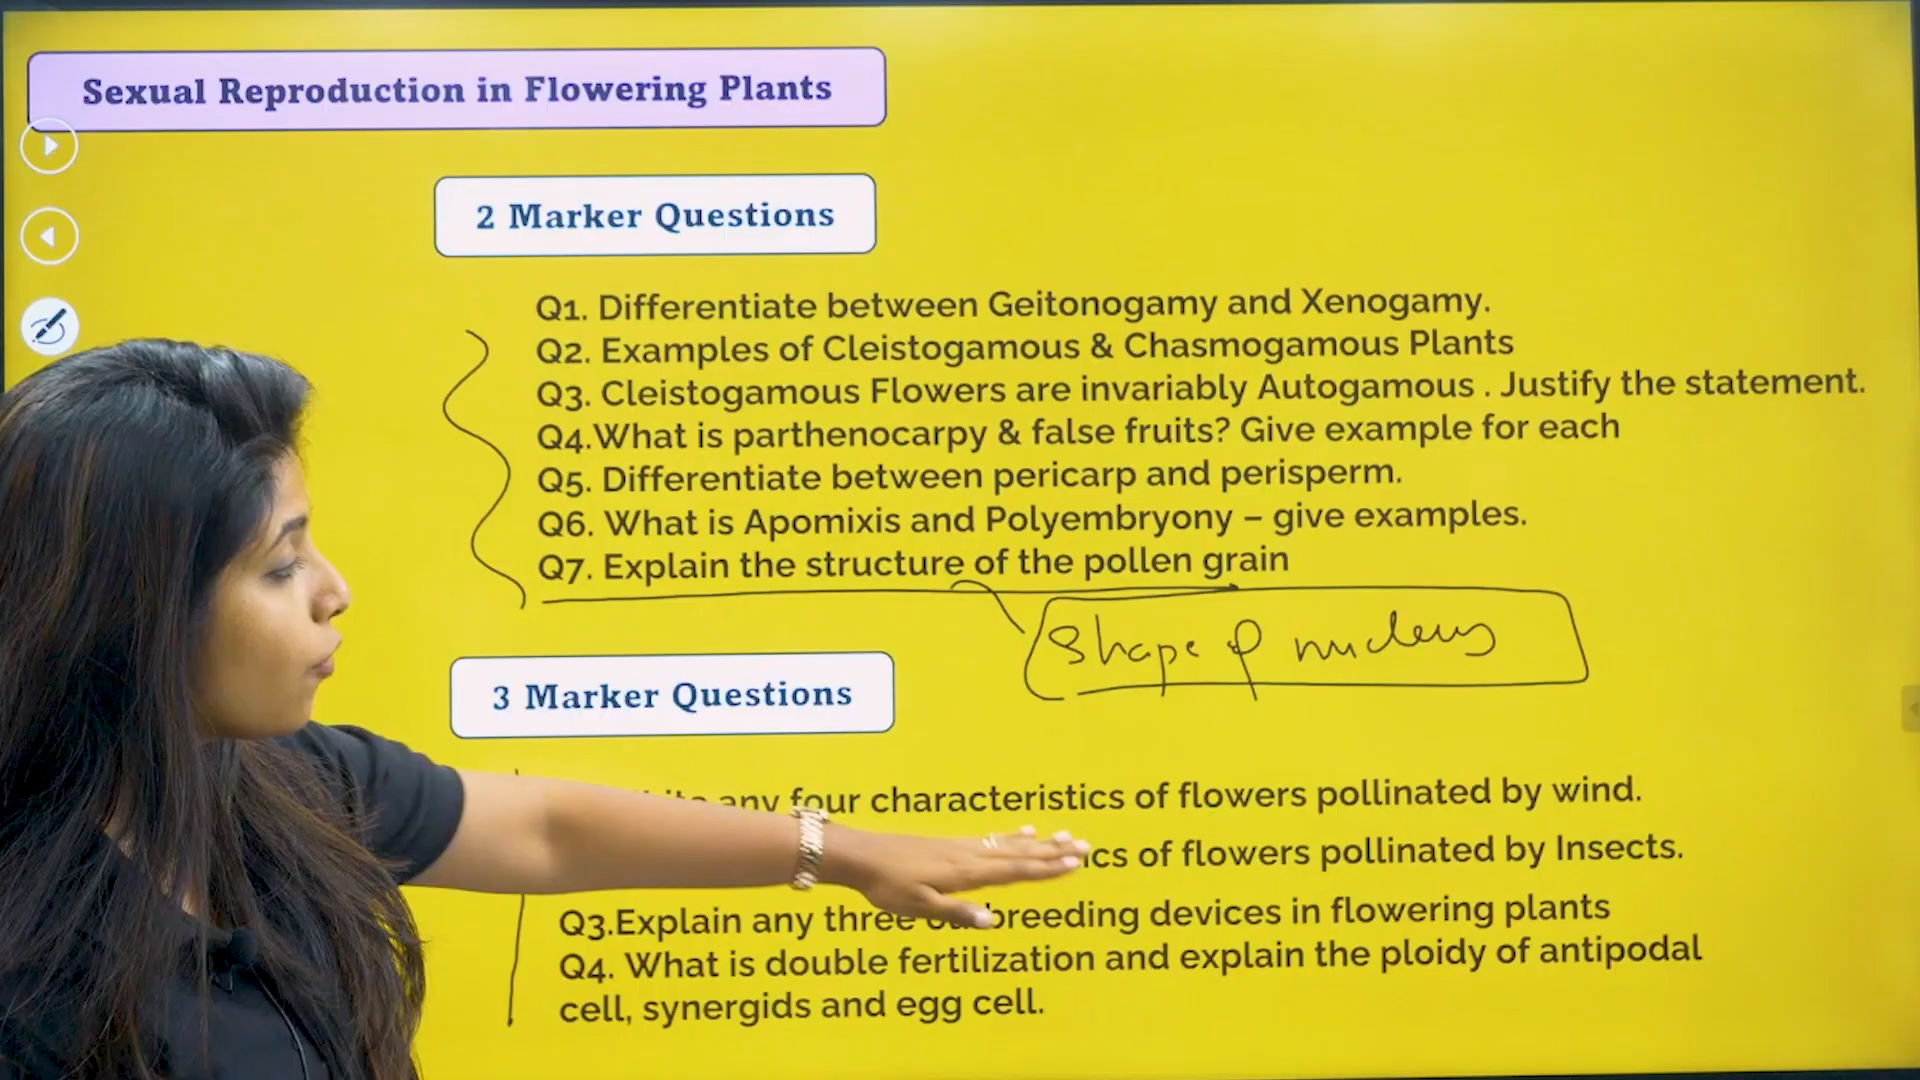 Sexual Reproduction in Flowering Plants
2 Marker Questions
Q1. Differentiate between Geitonogamy and Xenogamy.
Q2. Examples of Cleistogamous & Chasmogamous Plants
Q3. Cleistogamous Flowers are invariably Autogamous . Justify the statement.
Q4.What is parthenocarpy & false fruits? Give example for each
Q5. Differentiate between pericarp and perisperm.
Q6. What is Apomixis and Polyembryony – give examples.
Q7. Explain the structure of the pollen grain
Shape of nucleus
3 Marker Questions
any four characteristics of flowers pollinated by wind.
of flowers pollinated by Insects.
Q3.Explain any three breeding devices in flowering plants
Q4. What is double fertilization and explain the ploidy of antipodal
cell, synergids and egg cell.